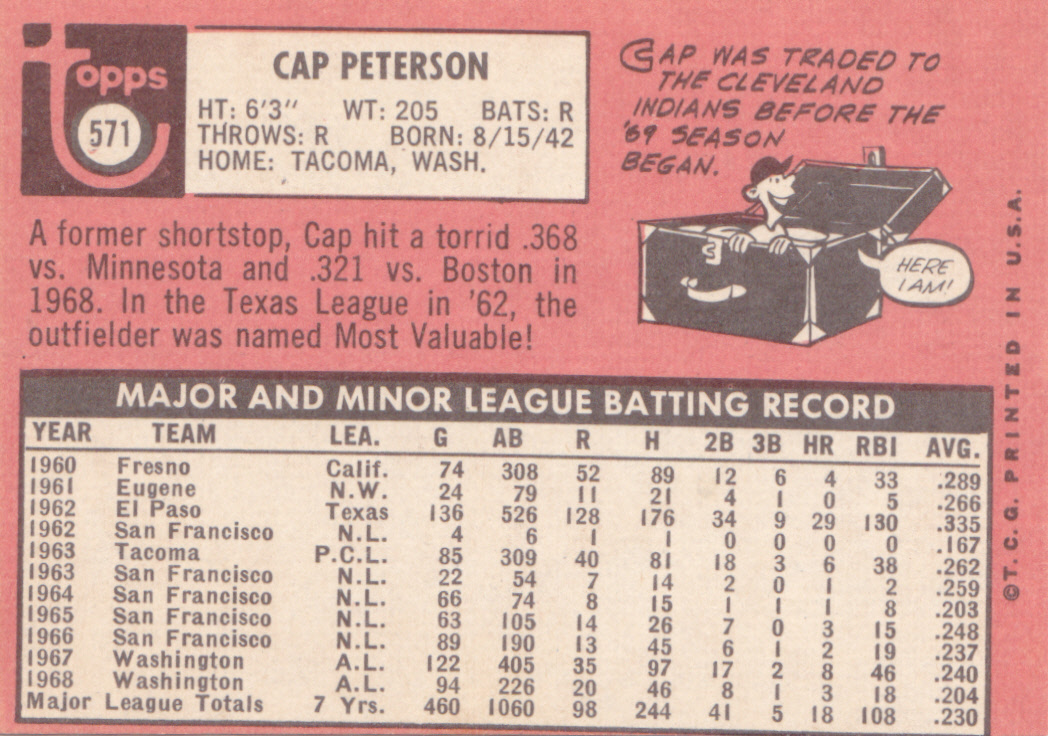 Topps
571
CAP PETERSON
HT: 6'3" WT: 205 BATS: R
THROWS: R BORN: 8/15/42
HOME: TACOMA, WASH.
CAP WAS TRADED TO
THE CLEVELAND
INDIANS BEFORE THE
'69 SEASON
BEGAN.
3
HERE
I AM!
A former shortstop, Cap hit a torrid .368
vs. Minnesota and .321 vs. Boston in
1968. In the Texas League in '62, the
outfielder was named Most Valuable!
MAJOR AND MINOR LEAGUE BATTING RECORD
YEAR TEAM LEA. G AB R H 2B 3B HR RBI AVG.
1960 Fresno Calif. 74 308 52 89 12 6 4 33 .289
1961 Eugene N.W. 24 79 11 21 4 1 0 5 .266
1962 El Paso Texas 136 526 128 176 34 9 29 130 .335
1962 San Francisco N.L. 4 6 1 1 0 0 0 0 .167
1963 Tacoma P.C.L. 85 309 40 81 18 3 6 38 .262
1963 San Francisco N.L. 22 54 7 14 2 0 1 2 .259
1964 San Francisco N.L. 66 74 8 15 1 1 1 8 .203
1965 San Francisco N.L. 63 105 14 26 7 0 3 15 .248
1966 San Francisco N.L. 89 190 13 45 6 1 2 19 .237
1967 Washington A.L. 122 405 35 97 17 2 8 46 .240
1968 Washington A.L. 94 226 20 46 8 1 3 18 .204
Major League Totals 7 Yrs. 460 1060 98 244 41 5 18 108 .230
©T.C.G. PRINTED IN U.S.A.